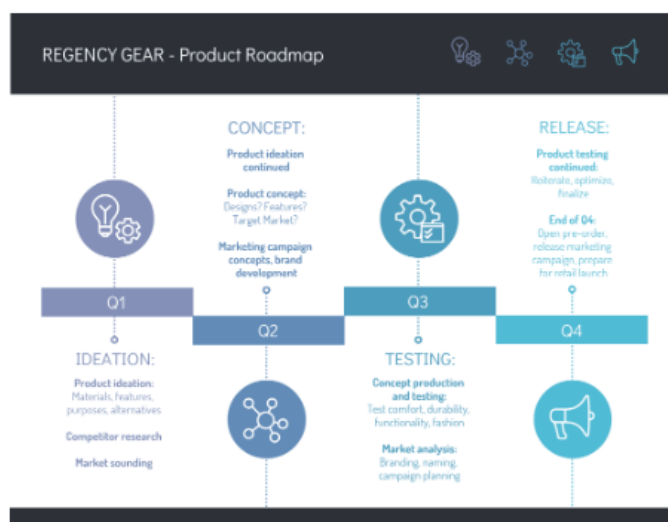 REGENCY GEAR - Product Roadmap
Q1
IDEATION:
Product ideation:
Materials, features,
purposes, alternatives
Competitor research
Market sounding
CONCEPT:
Product ideation
continued
Product concept:
Designs? Features?
Target Market?
Marketing campaign
concepts, brand
development
Q2
Q3
TESTING:
Concept production
and testing:
Test comfort, durability,
functionality, fashion
Market analysis:
Branding, naming,
campaign planning
RELEASE:
Product testing
continued:
Reiterate, optimize,
finalize
End of Q4:
Open pre-order,
release marketing
campaign, prepare
for retail launch
Q4